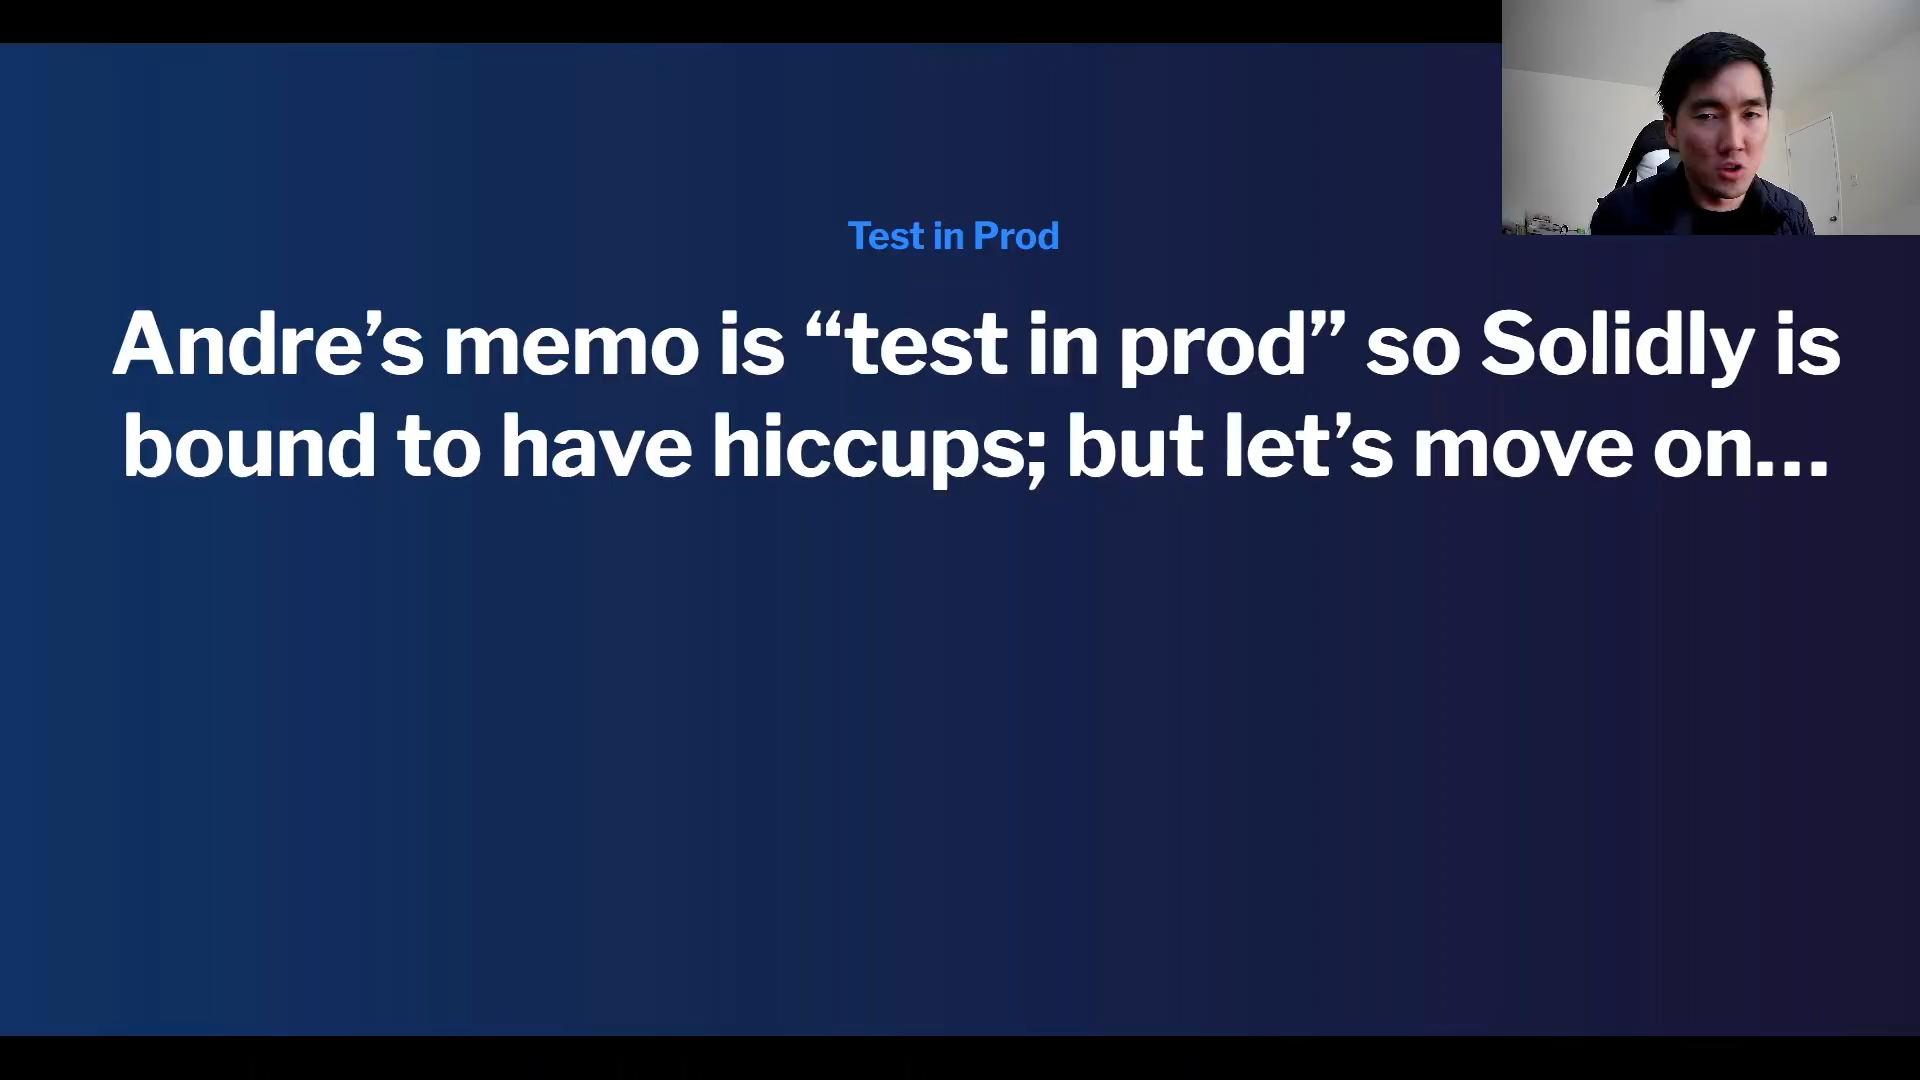 Test in Prod
Andre’s memo is “test in prod” so Solidly is
bound to have hiccups; but let’s move on...